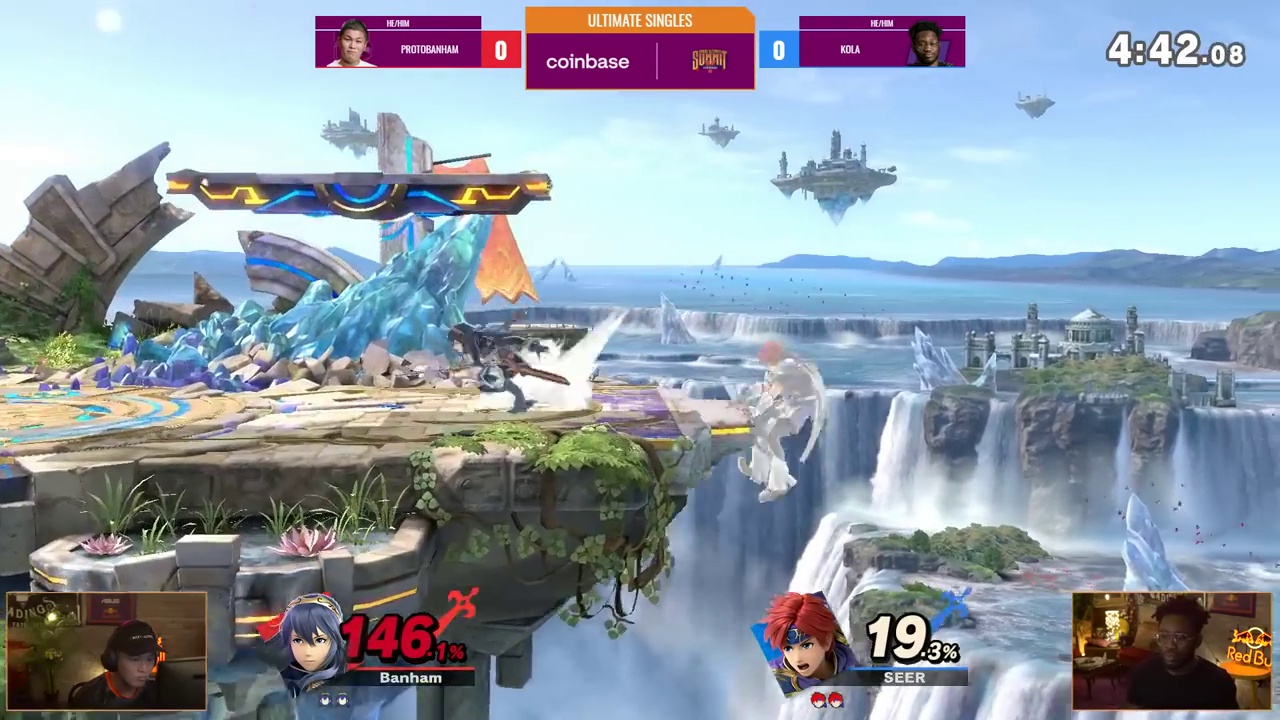 HE/HIM
PROTOBANHAM
0
ULTIMATE SINGLES
coinbase
SUMMIT
0
HE/HIM
KOLA
4:42.08
146.1%
Banham
19.3%
SEER
Red Bu